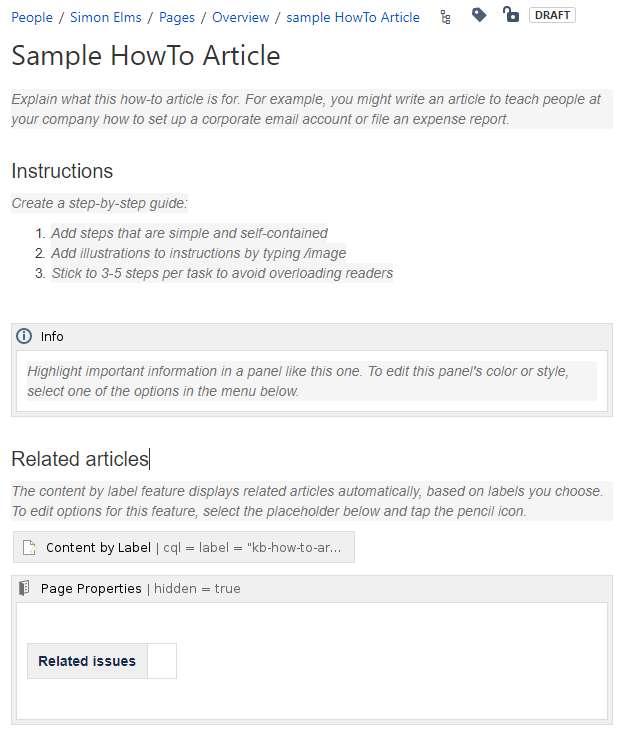 People / Simon Elms / Pages / Overview / sample HowTo Article DRAFT
Sample HowTo Article
Explain what this how-to article is for. For example, you might write an article to teach people at
your company how to set up a corporate email account or file an expense report.
Instructions
Create a step-by-step guide:
1. Add steps that are simple and self-contained
2. Add illustrations to instructions by typing /image
3. Stick to 3-5 steps per task to avoid overloading readers
Info
Highlight important information in a panel like this one. To edit this panel's color or style,
select one of the options in the menu below.
Related articles
The content by label feature displays related articles automatically, based on labels you choose.
To edit options for this feature, select the placeholder below and tap the pencil icon.
Content by Label | cql = label = "kb-how-to-ar...
Page Properties | hidden = true
Related issues